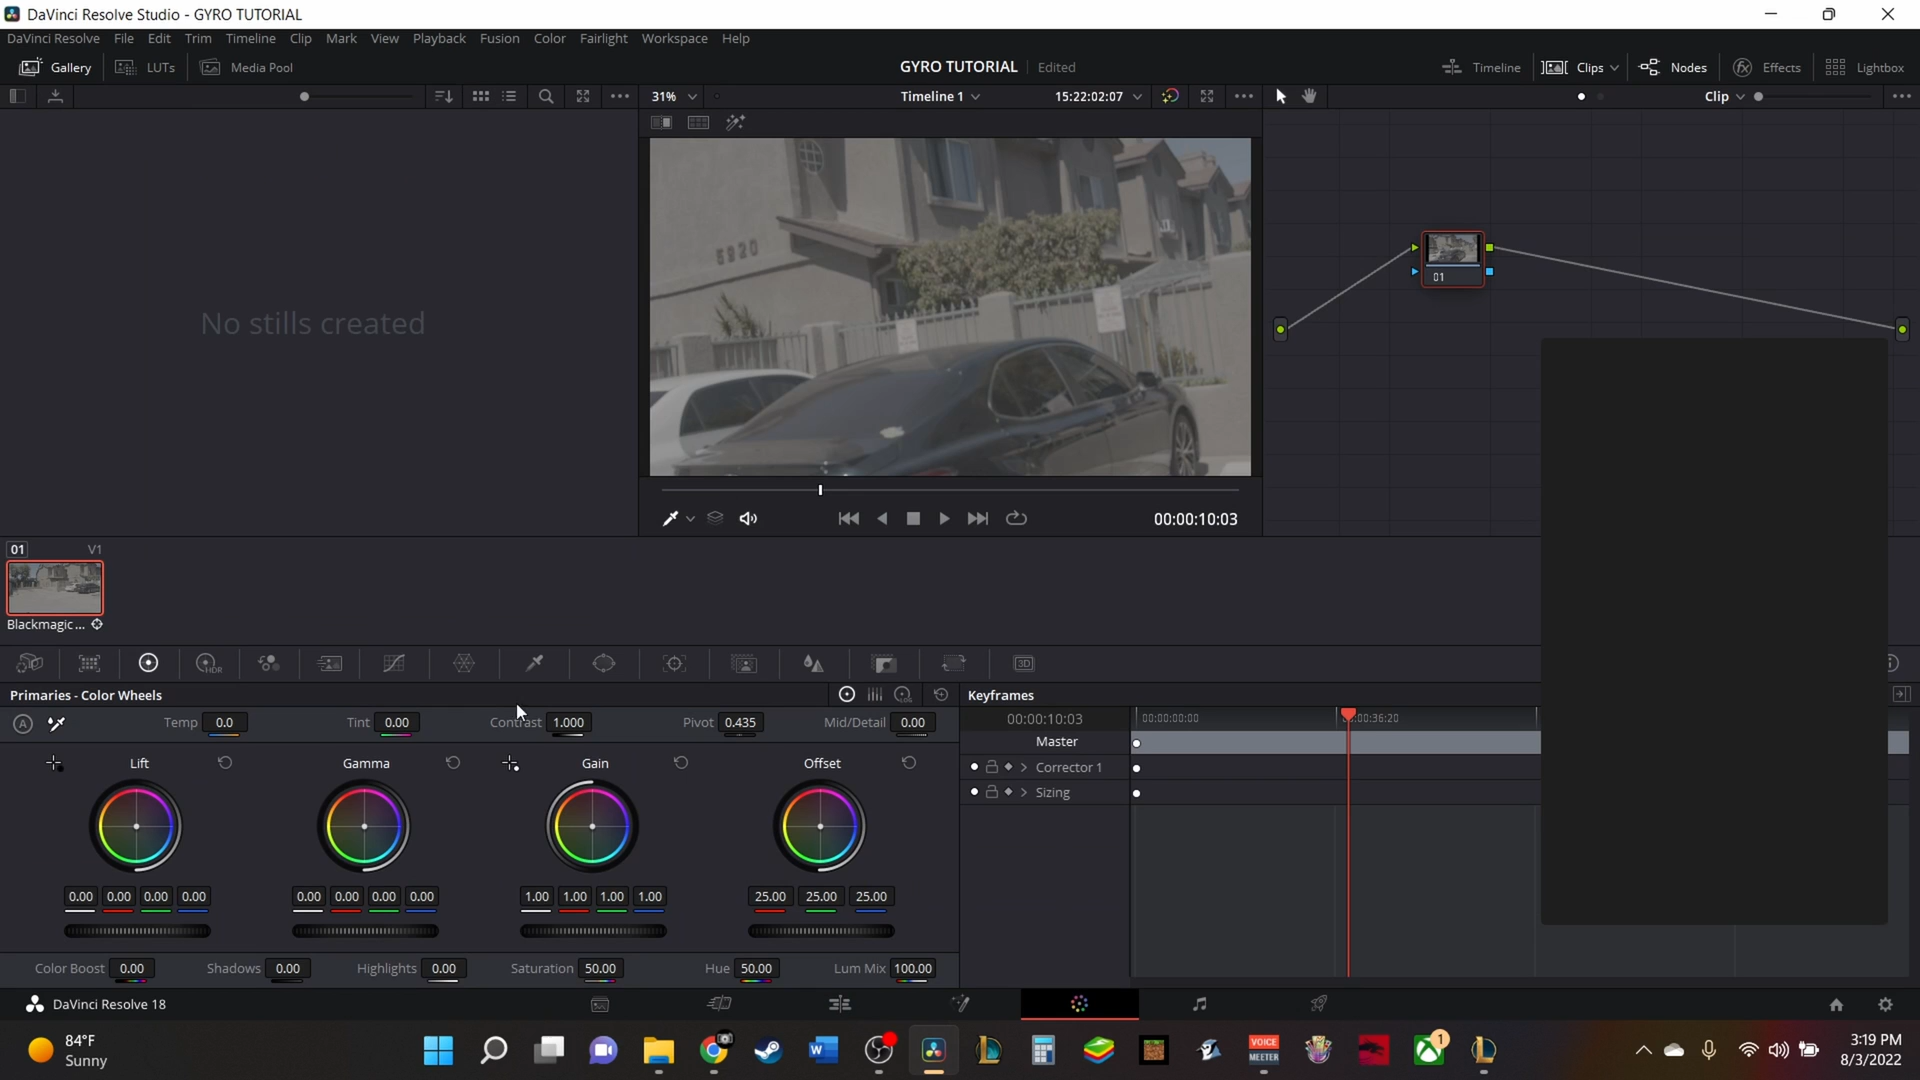 DaVinci Resolve Studio - GYRO TUTORIAL
DaVinci Resolve File Edit Trim Timeline Clip Mark View Playback Fusion Color Fairlight Workspace Help
Gallery LUTs Media Pool GYRO TUTORIAL Edited Timeline Clips Nodes Effects Lightbox
31% Timeline 1 15:22:02:07 Clip
No stills created
5920
01
00:00:10:03
01 V1
Blackmagic ...
HDR
3D
Primaries - Color Wheels
Keyframes
A Temp 0.0 Tint 0.00 Contrast 1.000 Pivot 0.435 Mid/Detail 0.00
00:00:10:03 00:00:00:00 :00:36:20
Master
Lift Gamma Gain Offset
Corrector 1
Sizing
0.00 0.00 0.00 0.00 0.00 0.00 0.00 0.00 1.00 1.00 1.00 1.00 25.00 25.00 25.00
Color Boost 0.00 Shadows 0.00 Highlights 0.00 Saturation 50.00 Hue 50.00 Lum Mix 100.00
DaVinci Resolve 18
84°F
Sunny
VOICE
MEETER
1
3:19 PM
8/3/2022